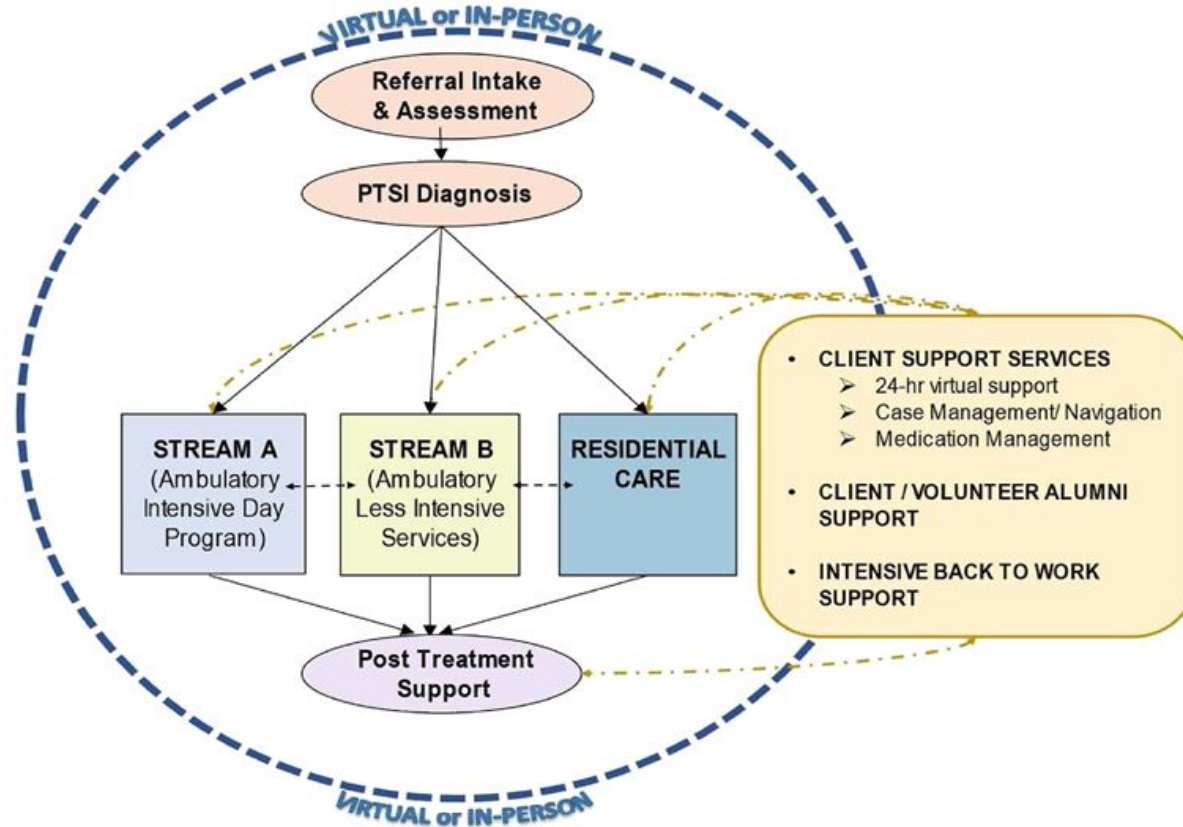 VIRTUAL or IN-PERSON
Referral Intake
& Assessment
PTSI Diagnosis
STREAM A
(Ambulatory
Intensive Day
Program)
STREAM B
(Ambulatory
Less Intensive
Services)
RESIDENTIAL
CARE
• CLIENT SUPPORT SERVICES
➢ 24-hr virtual support
➢ Case Management/ Navigation
➢ Medication Management
• CLIENT / VOLUNTEER ALUMNI
SUPPORT
• INTENSIVE BACK TO WORK
SUPPORT
Post Treatment
Support
VIRTUAL or IN-PERSON